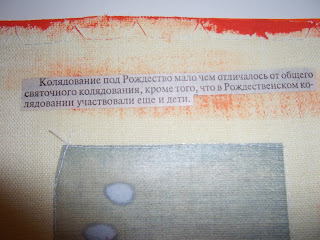 Колядование под Рождество мало чем отличалось от общего
святочного колядования, кроме того, что в Рождественском ко-
лядовании участвовали еще и дети.